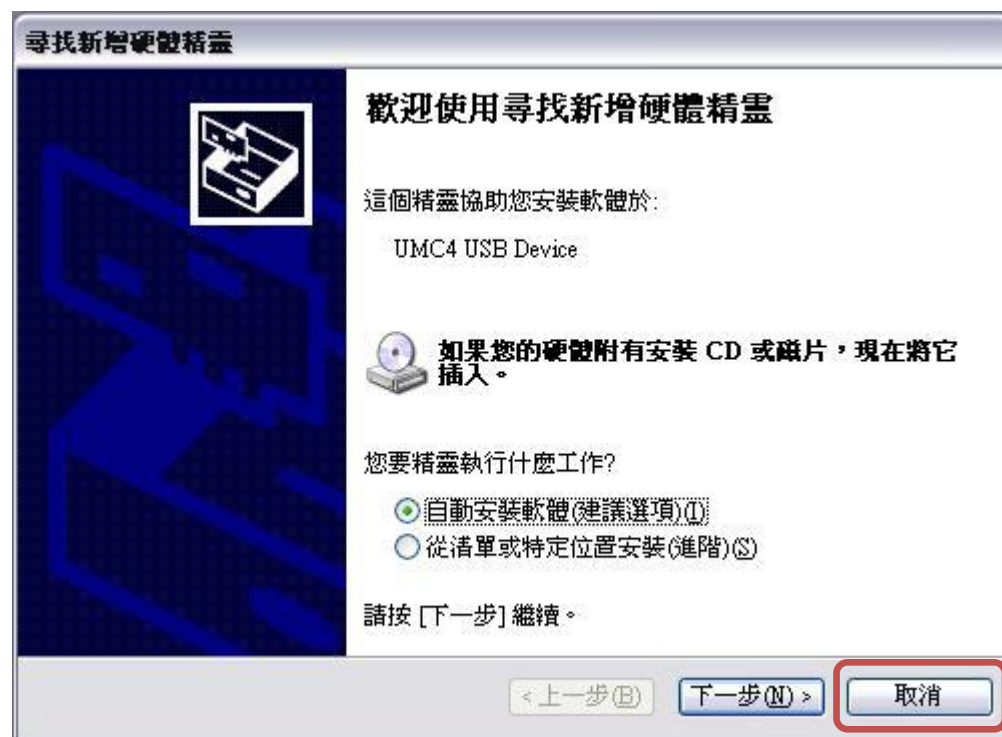 尋找新增硬體精靈
歡迎使用尋找新增硬體精靈
這個精靈協助您安裝軟體於:
UMC4 USB Device
如果您的硬體附有安裝 CD 或磁片，現在將它
插入。
您要精靈執行什麼工作?
自動安裝軟體(建議選項)(I)
從清單或特定位置安裝(進階)(S)
請按 [下一步] 繼續。
<上一步(B) 下一步(N)> 取消